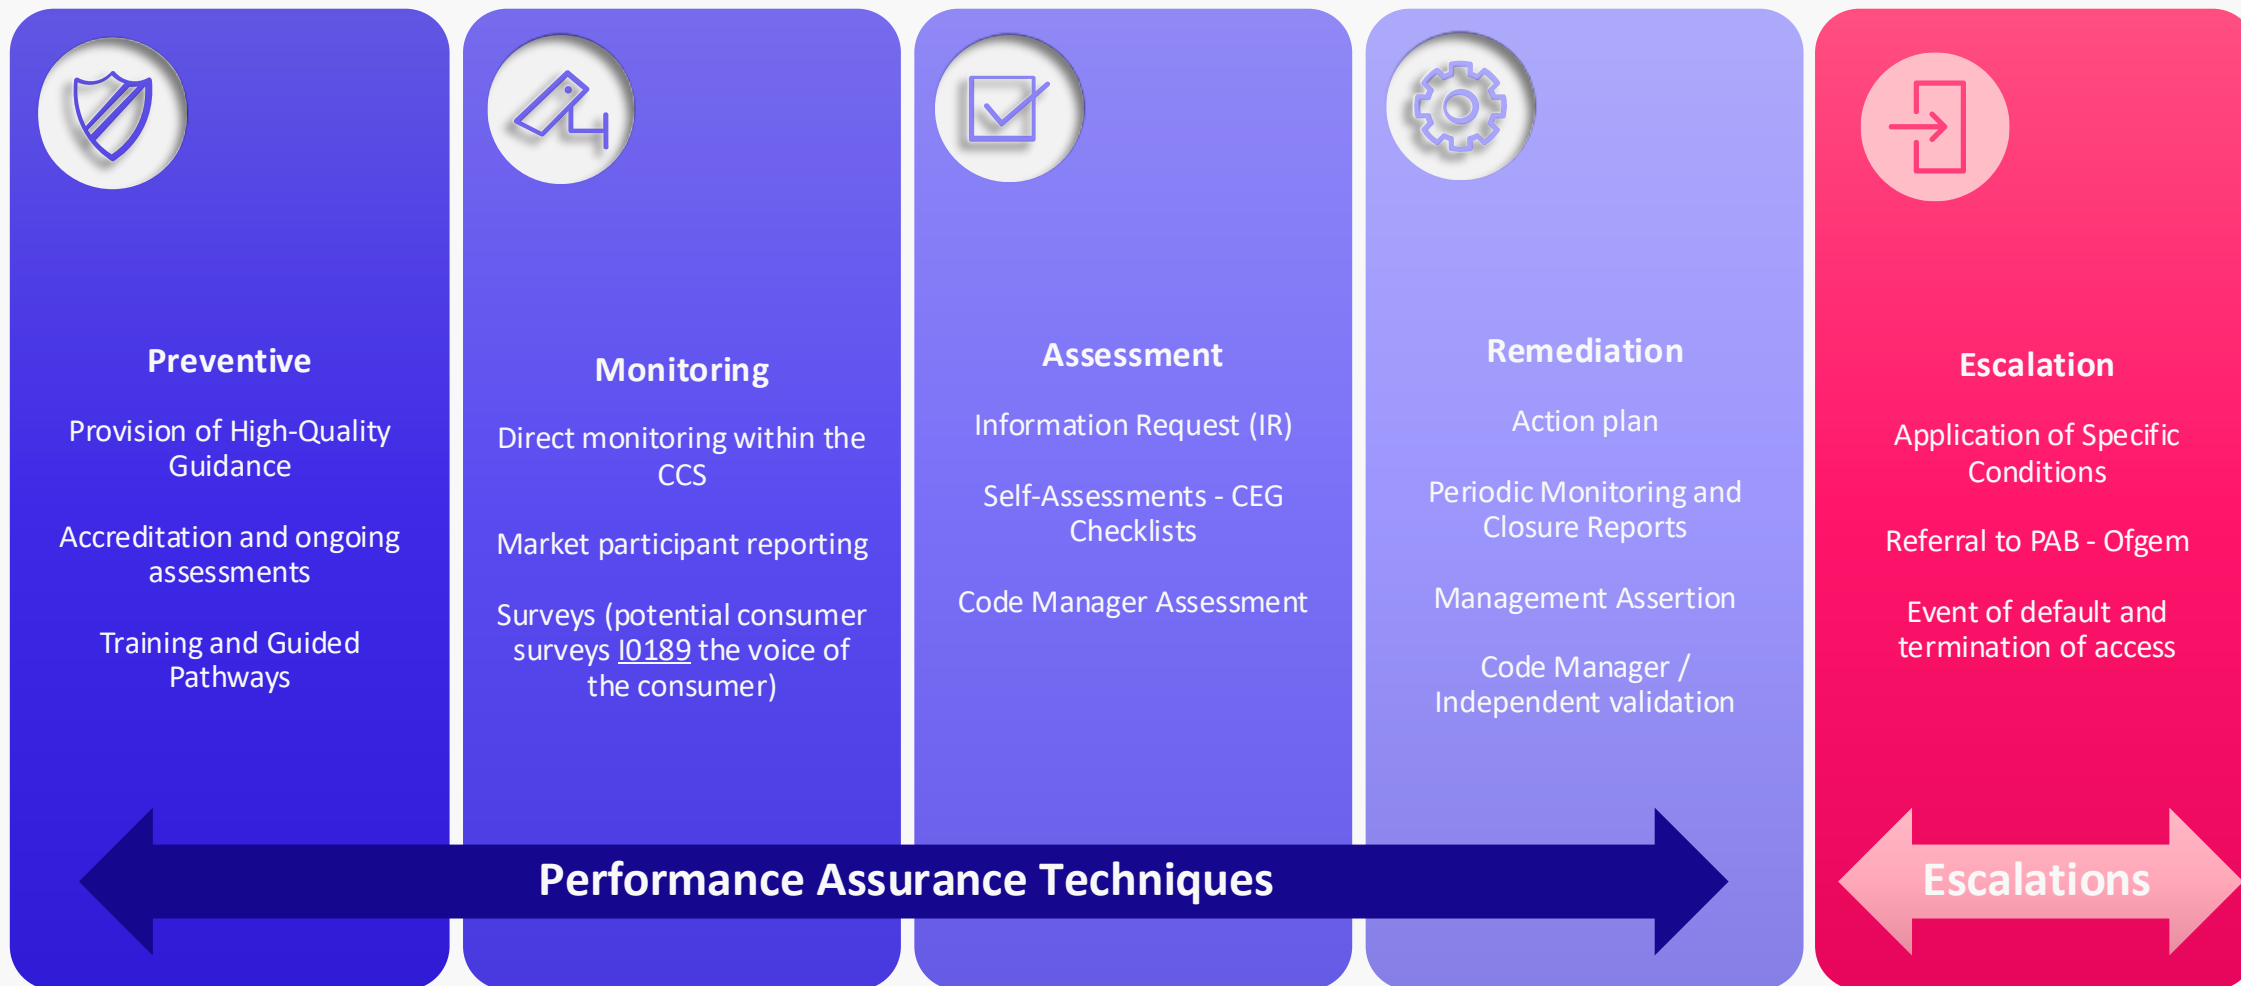 Preventive
Provision of High-Quality
Guidance
Accreditation and ongoing
assessments
Training and Guided
Pathways
Monitoring
Direct monitoring within the
CCS
Market participant reporting
Surveys (potential consumer
surveys I0189 the voice of
the consumer)
Assessment
Information Request (IR)
Self-Assessments - CEG
Checklists
Code Manager Assessment
Remediation
Action plan
Periodic Monitoring and
Closure Reports
Management Assertion
Code Manager /
Independent validation
Escalation
Application of Specific
Conditions
Referral to PAB - Ofgem
Event of default and
termination of access
Performance Assurance Techniques
Escalations